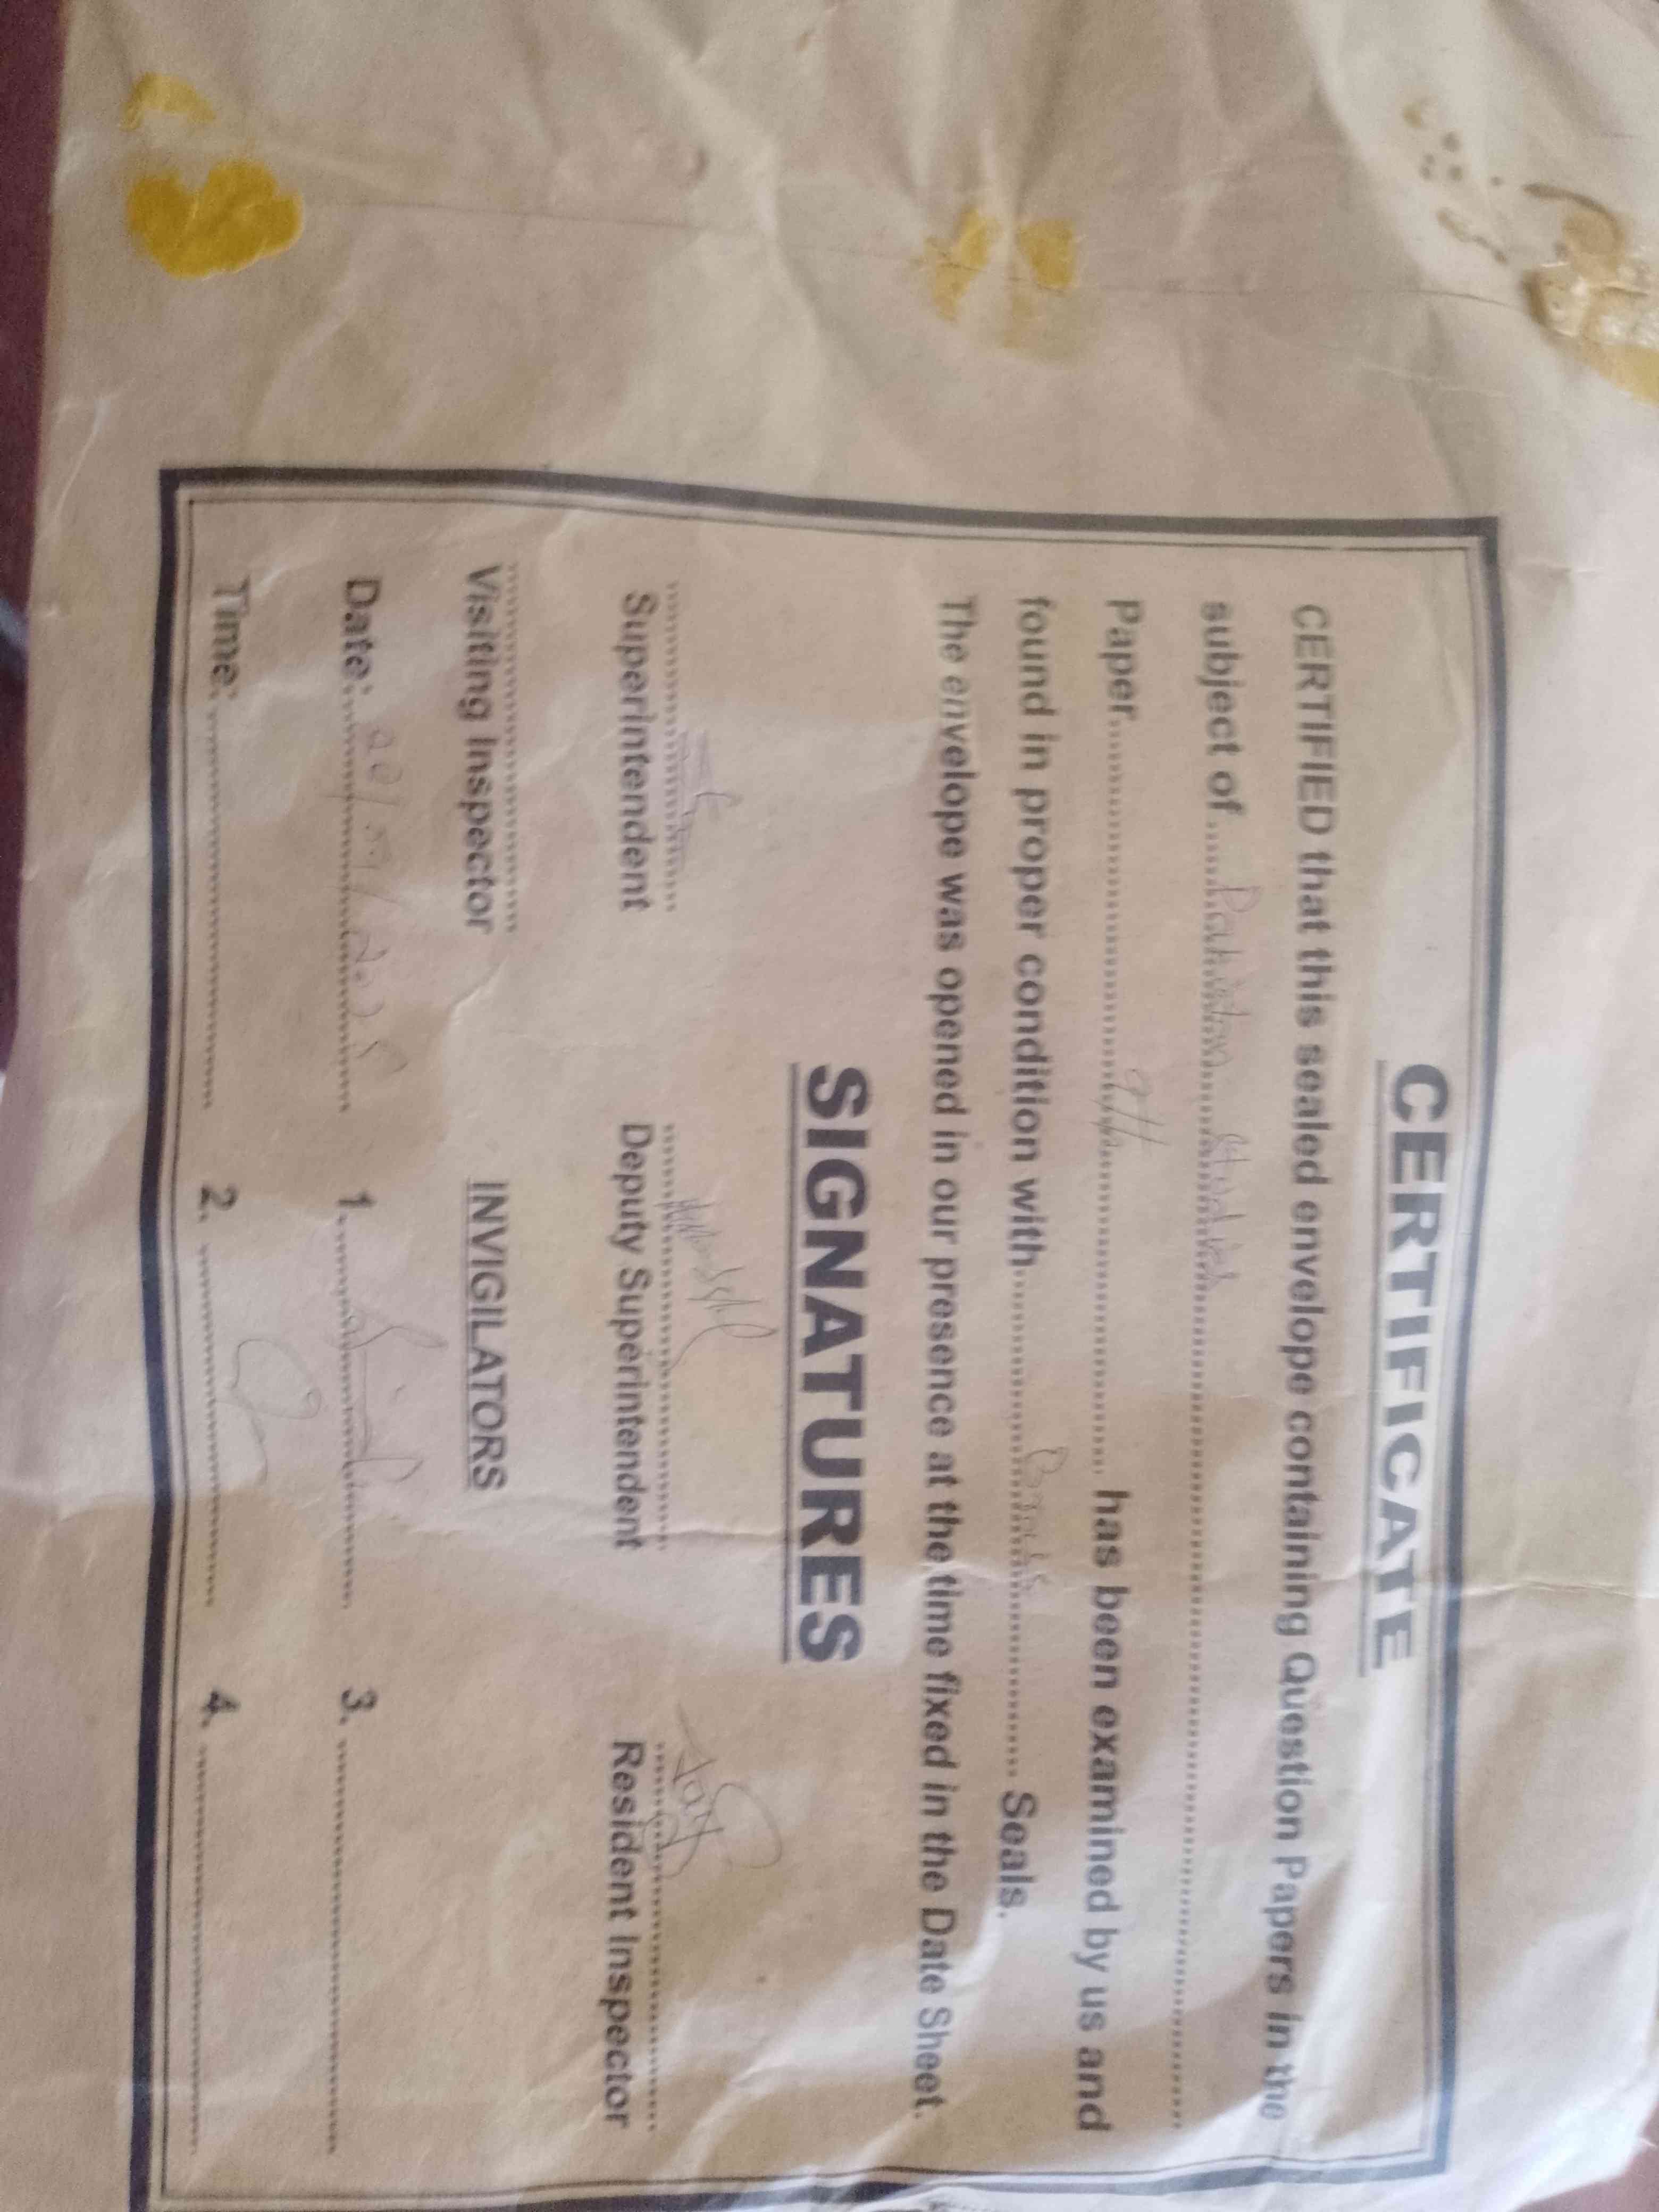 CERTIFICATE
CERTIFIED that this sealed envelope containing Question Papers in the
subject of Pakistan Studies
Paper 9th has been examined by us and
found in proper condition with Seals.
The envelope was opened in our presence at the time fixed in the Date Sheet.
SIGNATURES
Superintendent Deputy Superintendent Resident Inspector
Visiting Inspector INVIGILATORS
Date: 1. 3.
Time: 2. 4.